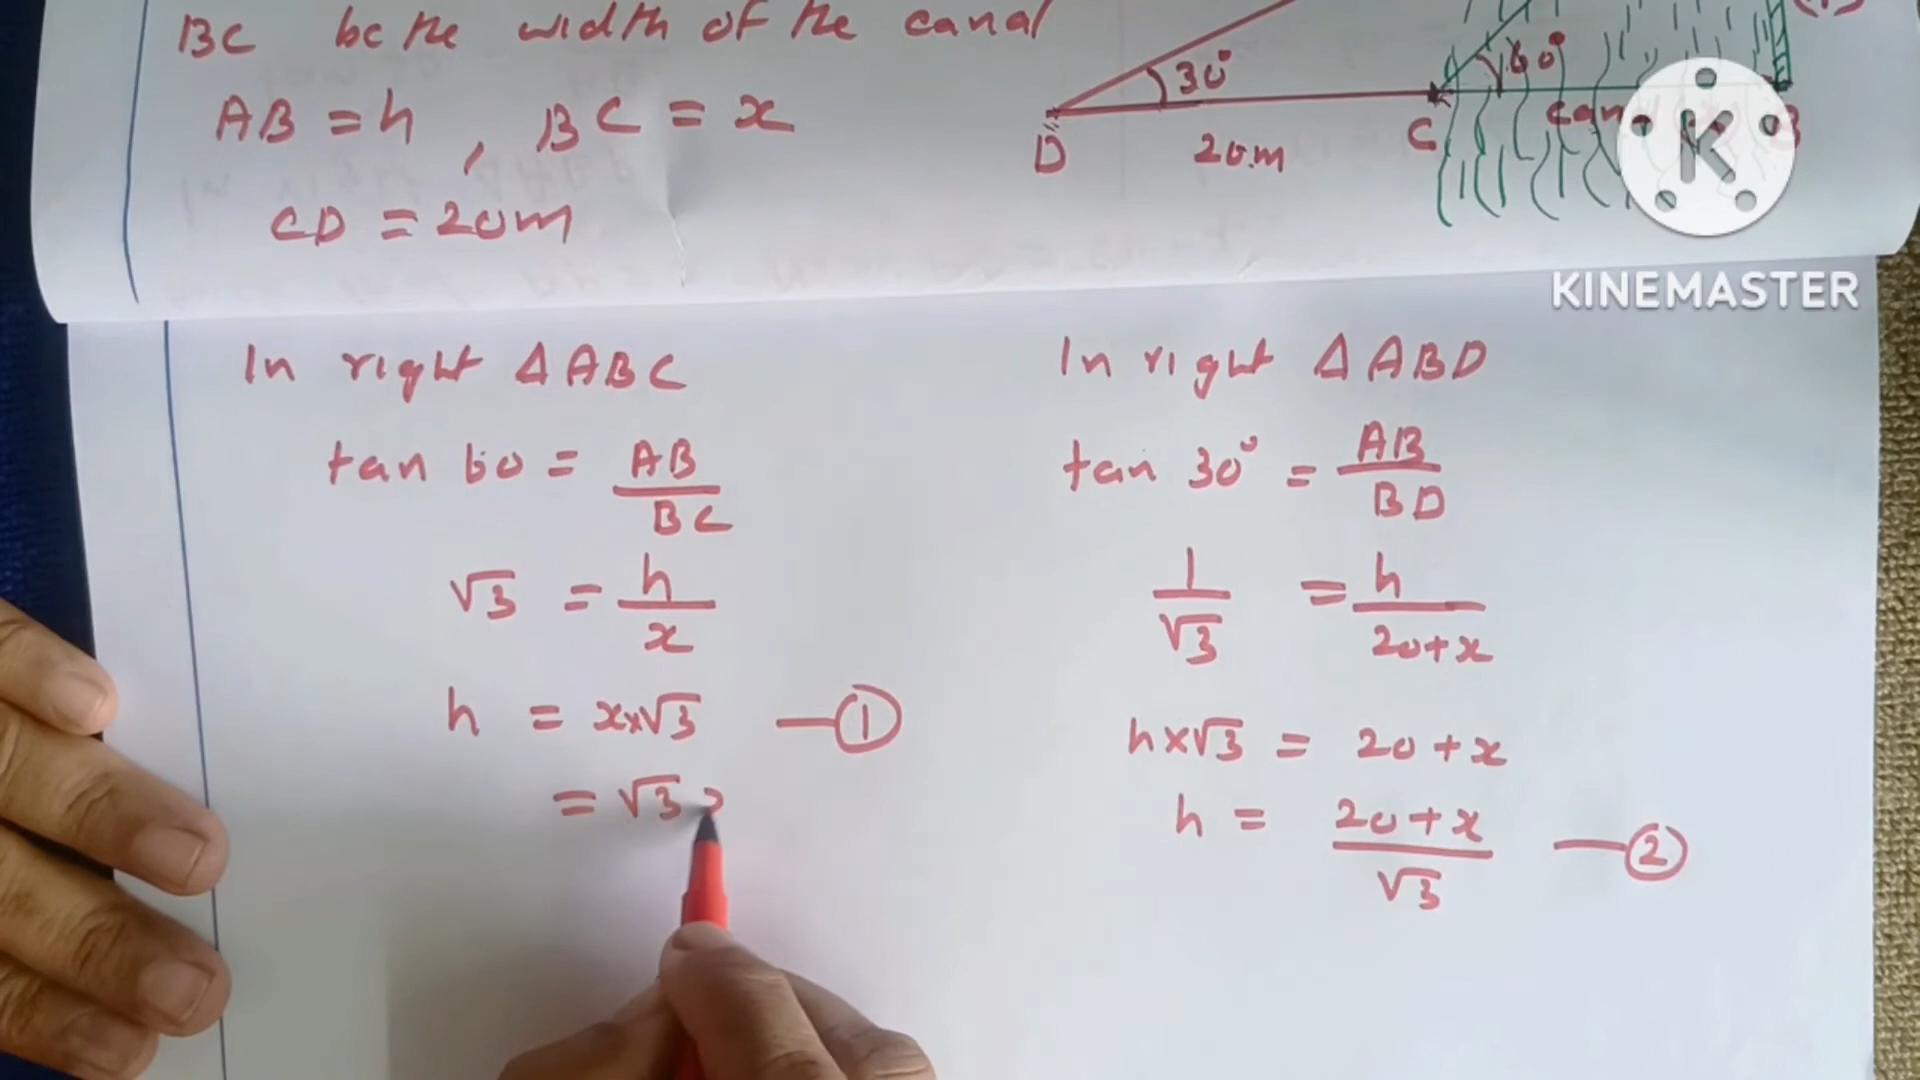 BC be the width of the canal
AB = h , BC = x
CD = 20m
30°
60°
D
20.m
C
B
K
KINEMASTER
In right ΔABC
tan 60 = AB/BC
√3 = h/x
h = x×√3 —①
= √3
In right ΔABD
tan 30° = AB/BD
1/√3 = h/20+x
h×√3 = 20+x
h = 20+x/√3 —②